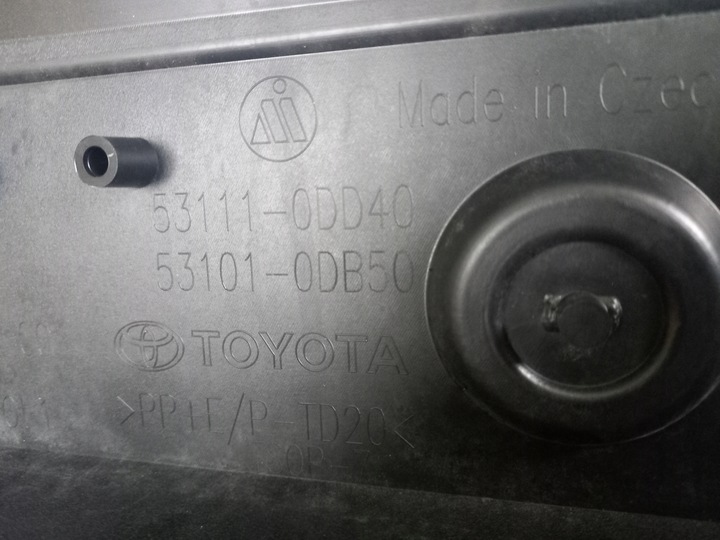 Made in Czec
53111-0DD40
53101-0DB50
TOYOTA
>PP+E/P-TD20<